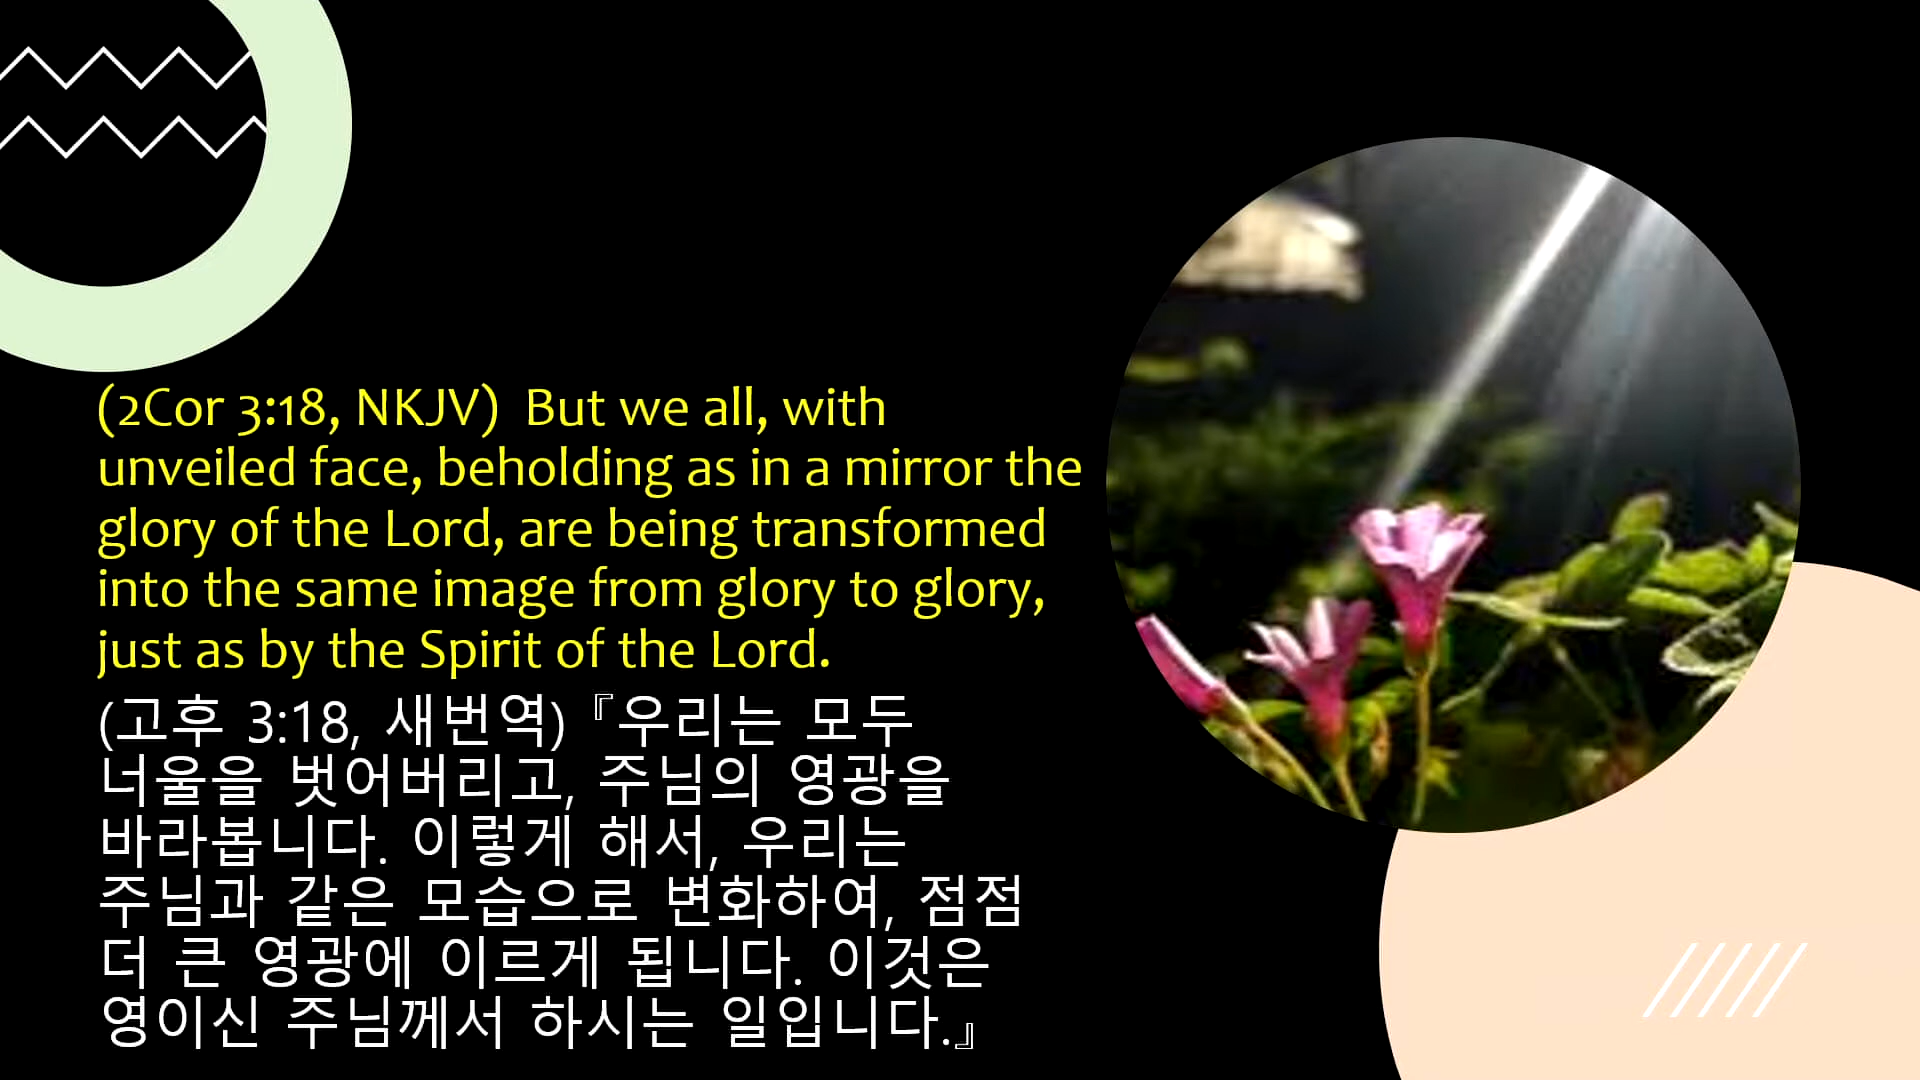 (2Cor 3:18, NKJV)  But we all, with
unveiled face, beholding as in a mirror the
glory of the Lord, are being transformed
into the same image from glory to glory,
just as by the Spirit of the Lord.
(고후 3:18, 새번역)『우리는 모두
너울을 벗어버리고, 주님의 영광을
바라봅니다. 이렇게 해서, 우리는
주님과 같은 모습으로 변화하여, 점점
더 큰 영광에 이르게 됩니다. 이것은
영이신 주님께서 하시는 일입니다.』